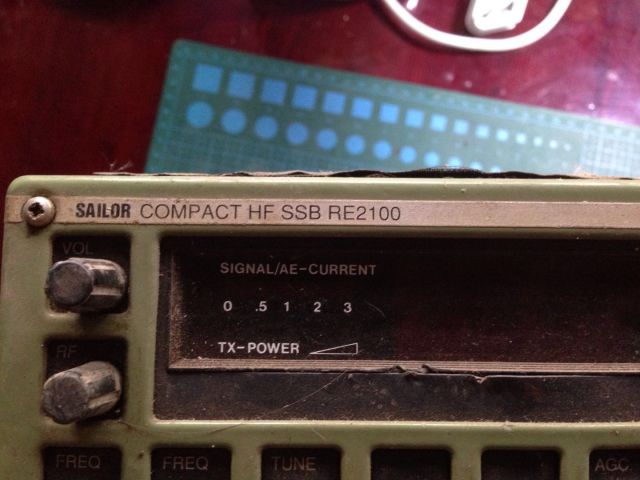 SAILOR COMPACT HF SSB RE2100
VOL
SIGNAL/AE-CURRENT
0 .5 1 2 3
TX-POWER
RF
FREQ FREQ TUNE AGC